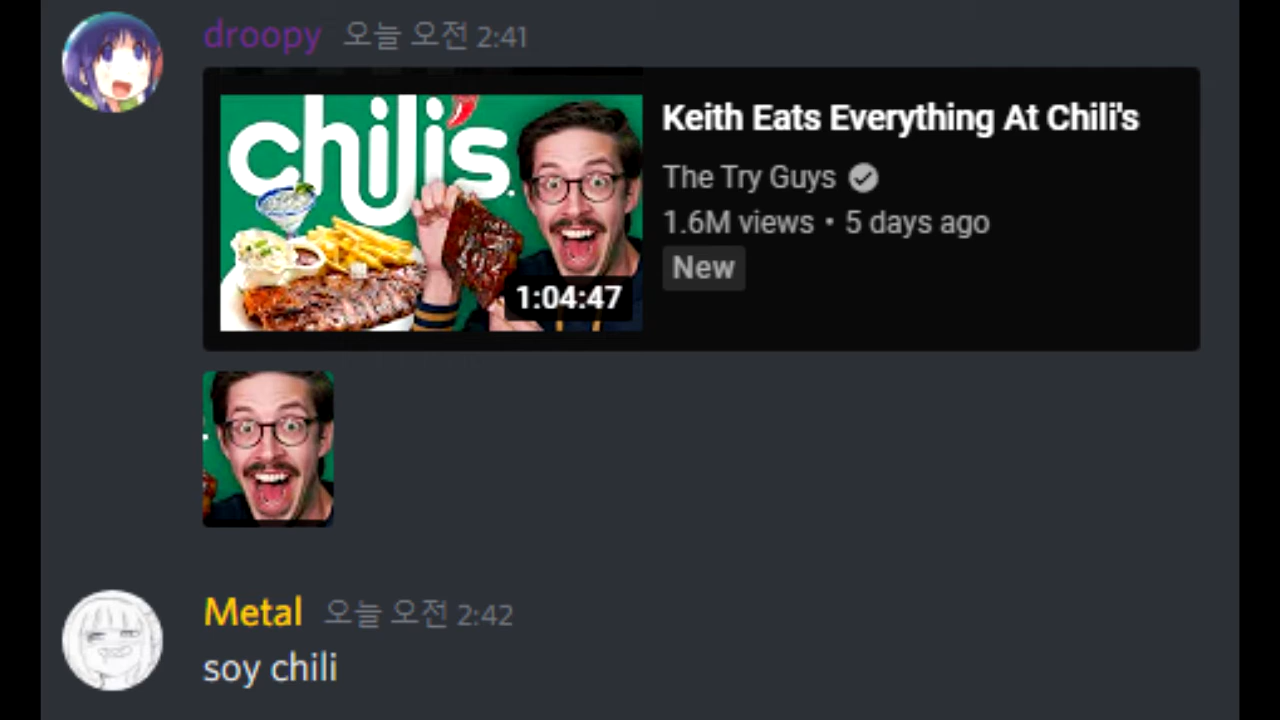 droopy 오늘 오전 2:41
chili's.
1:04:47
Keith Eats Everything At Chili's
The Try Guys
1.6M views • 5 days ago
New
Metal 오늘 오전 2:42
soy chili